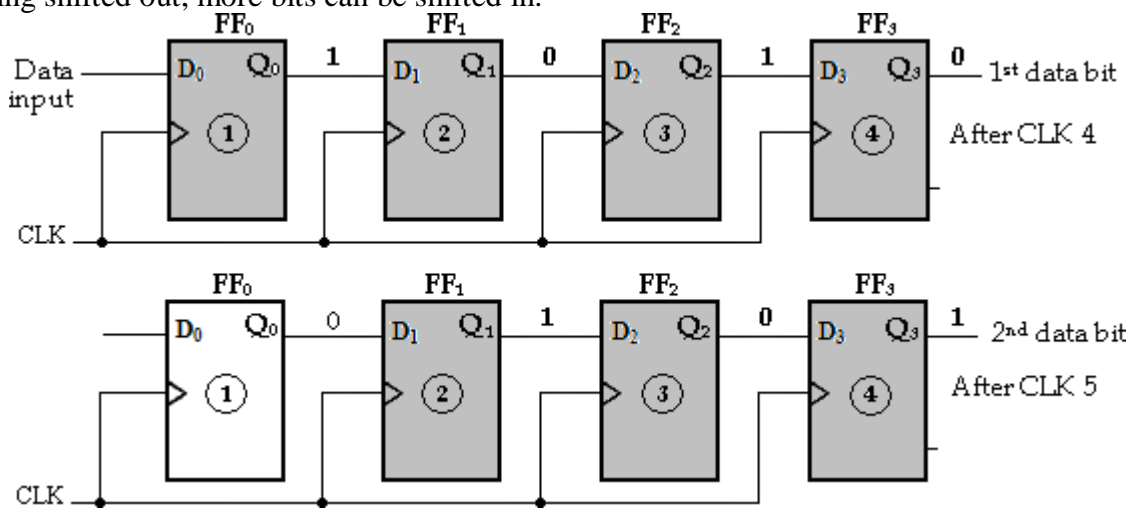 ng shifted out, more bits can be shifted in.
FF₀ FF₁ FF₂ FF₃
D₀ Q₀ 1 D₁ Q₁ 0 D₂ Q₂ 1 D₃ Q₃ 0 1st data bit
Data
input
1 2 3 4 After CLK 4
CLK
FF₀ FF₁ FF₂ FF₃
D₀ Q₀ 0 D₁ Q₁ 1 D₂ Q₂ 0 D₃ Q₃ 1 2nd data bit
1 2 3 4 After CLK 5
CLK